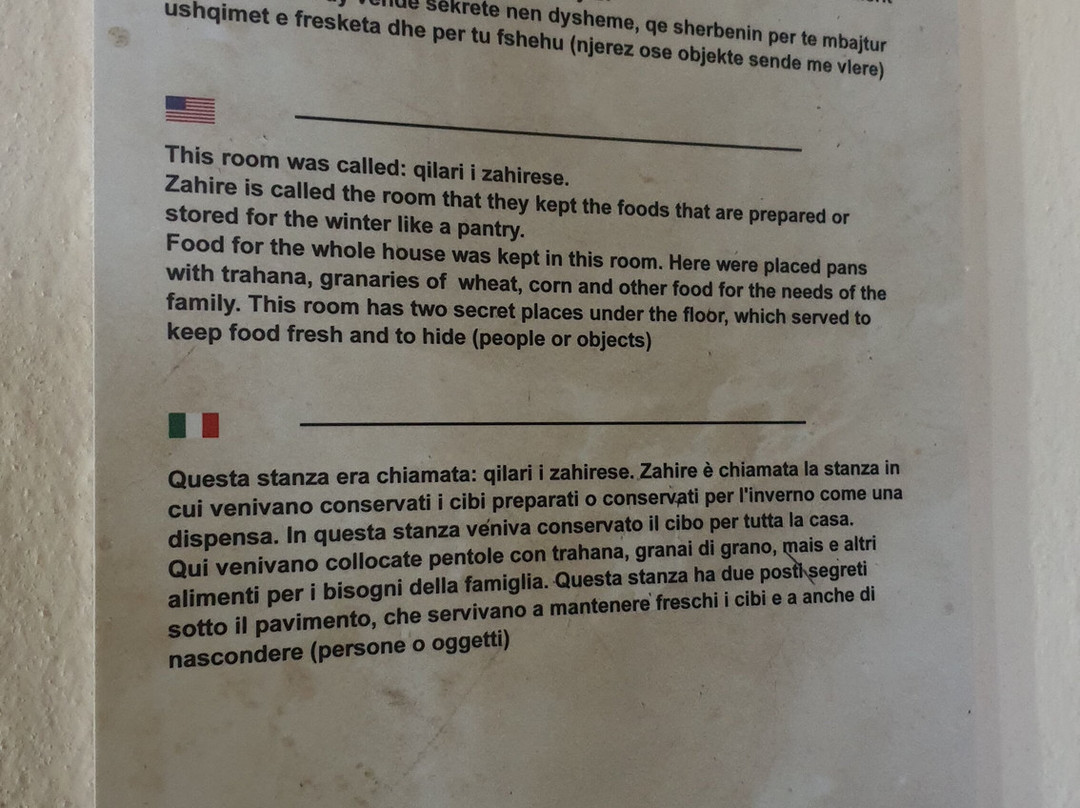 vende sekrete nen dysheme, qe sherbenin per te mbajtur
ushqimet e fresketa dhe per tu fshehu (njerez ose objekte sende me vlere)
This room was called: qilari i zahirese.
Zahire is called the room that they kept the foods that are prepared or
stored for the winter like a pantry.
Food for the whole house was kept in this room. Here were placed pans
with trahana, granaries of wheat, corn and other food for the needs of the
family. This room has two secret places under the floor, which served to
keep food fresh and to hide (people or objects)
Questa stanza era chiamata: qilari i zahirese. Zahire è chiamata la stanza in
cui venivano conservati i cibi preparati o conservati per l'inverno come una
dispensa. In questa stanza veniva conservato il cibo per tutta la casa.
Qui venivano collocate pentole con trahana, granai di grano, mais e altri
alimenti per i bisogni della famiglia. Questa stanza ha due posti segreti
sotto il pavimento, che servivano a mantenere freschi i cibi e a anche di
nascondere (persone o oggetti)